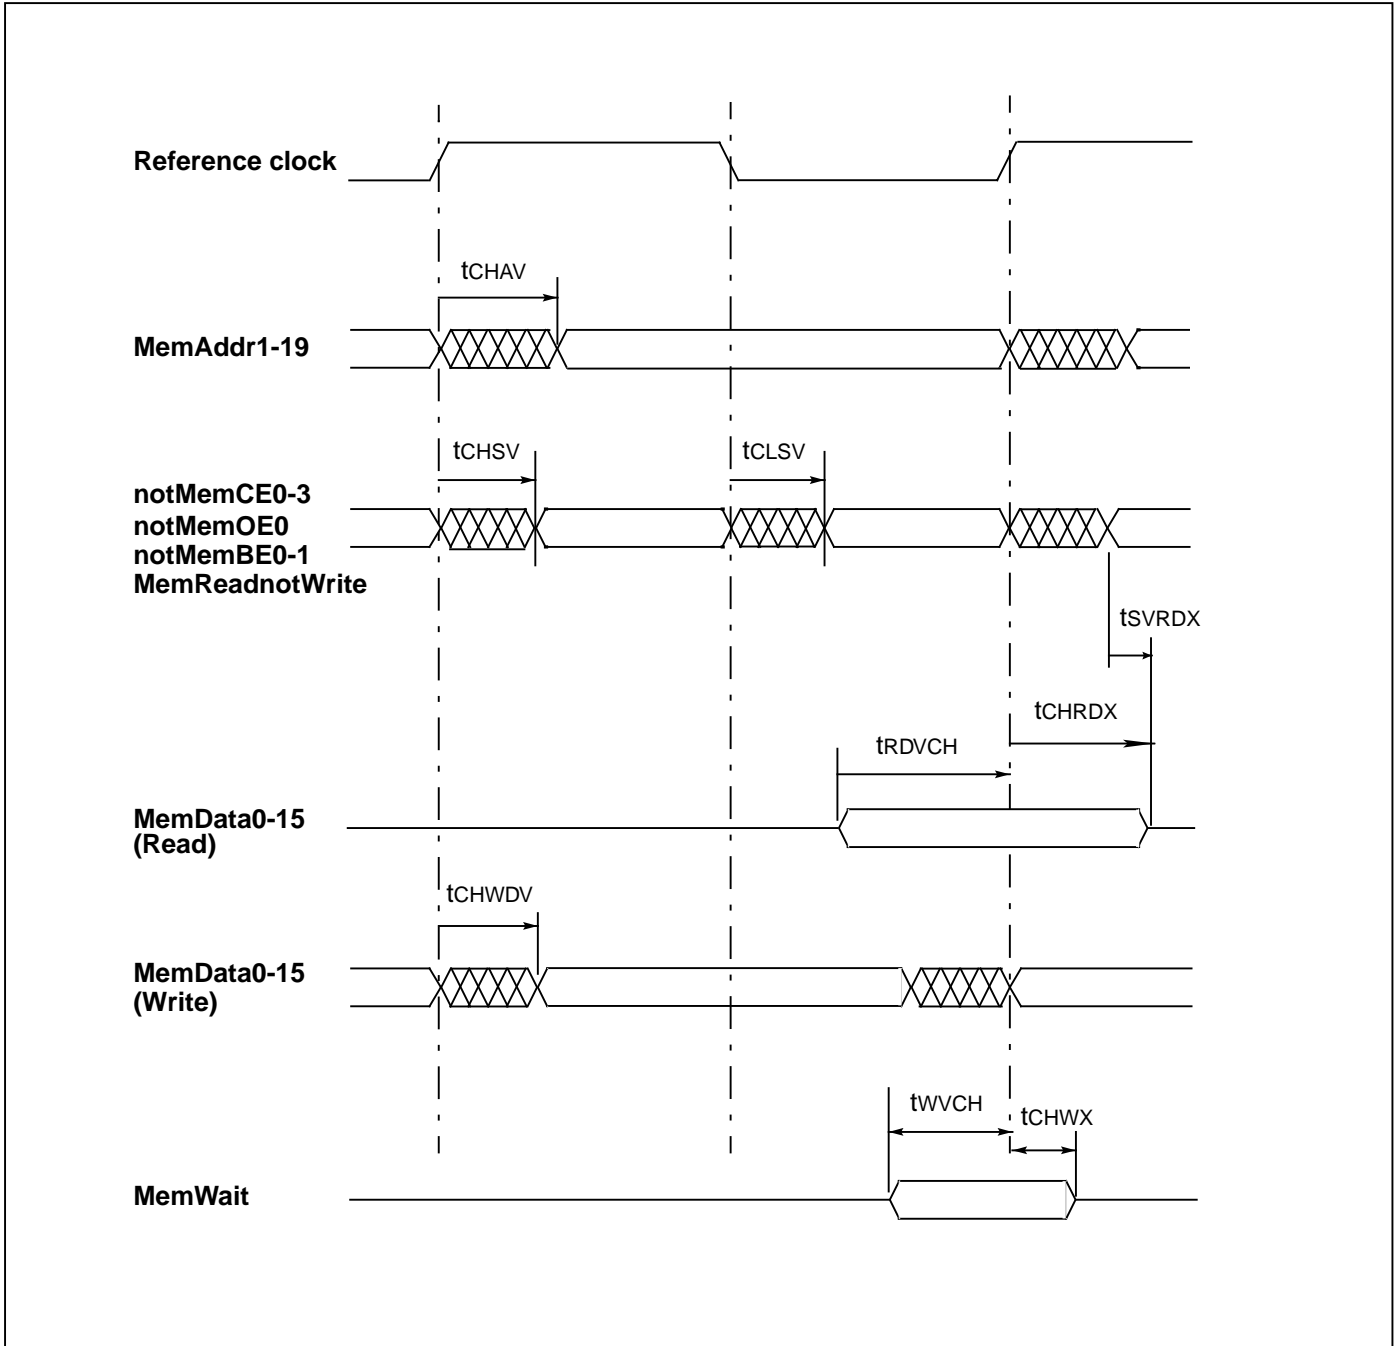 Reference clock
tCHAV
MemAddr1-19
tCHSV
tCLSV
notMemCE0-3
notMemOE0
notMemBE0-1
MemReadnotWrite
tSVRDX
tCHRDX
tRDVCH
MemData0-15
(Read)
tCHWDV
MemData0-15
(Write)
tWVCH
tCHWX
MemWait